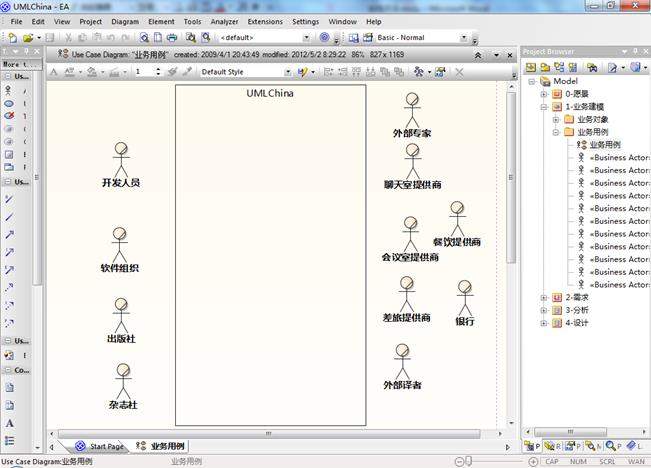 UMLChina - EA
File Edit View Project Diagram Element Tools Analyzer Extensions Settings Window Help
<default> Basic - Normal
Use Case Diagram: "业务用例" created: 2009/4/1 20:43:49 modified: 2012/5/2 8:29:22 86% 827 x 1169
Project Browser
More t...
1 Default Style
Us...
Us...
Us...
Co...
A
UMLChina
外部专家
开发人员
聊天室提供商
餐饮提供商
会议室提供商
软件组织
差旅提供商
银行
出版社
外部译者
杂志社
Model
0-愿景
1-业务建模
业务对象
业务用例
业务用例
«Business Actor»
«Business Actor»
«Business Actor»
«Business Actor»
«Business Actor»
«Business Actor»
«Business Actor»
«Business Actor»
«Business Actor»
«Business Actor»
«Business Actor»
2-需求
3-分析
4-设计
Start Page 业务用例
Use Case Diagram:业务用例 业务用例 CAP NUM SCRL WAN